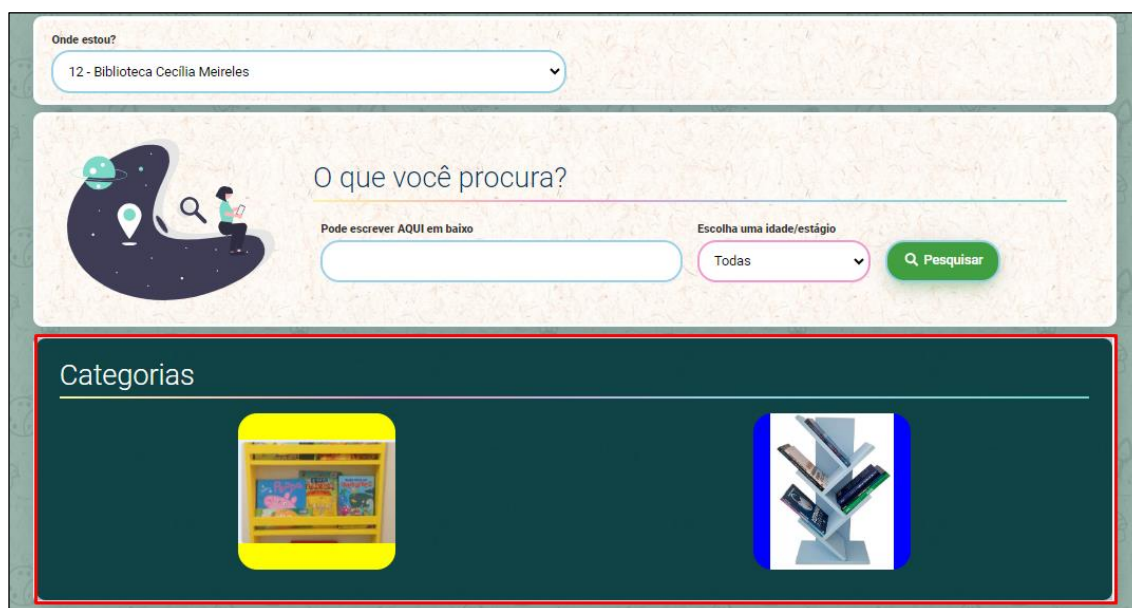 Onde estou?
12 - Biblioteca Cecília Meireles
O que você procura?
Pode escrever AQUI em baixo
Escolha uma idade/estágio
Todas
Pesquisar
Categorias